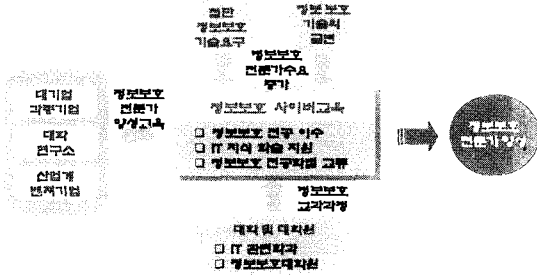 첨단
정보보호
기술요구
정보보호
기술의
급변
정보보호
전문가수요
증가
대기업
대학
연구소
산업계
벤처기업
정보보호
전문가
양성교육
정보보호 사이버교육
□ 정보보호 전공 이수
□ IT 지식 학습 지원
□ 정보보호 전공학점 교류
정보보호
전문가 양성
정보보호
교과과정
대학 및 대학원
□ IT 관련학과
□ 정보보호대학원